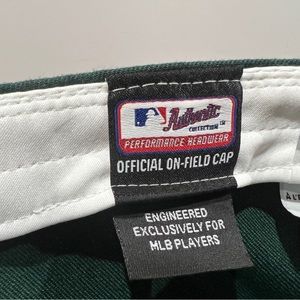 Authentic
COLLECTION
PERFORMANCE HEADWEAR
OFFICIAL ON-FIELD CAP
ENGINEERED
EXCLUSIVELY FOR
MLB PLAYERS